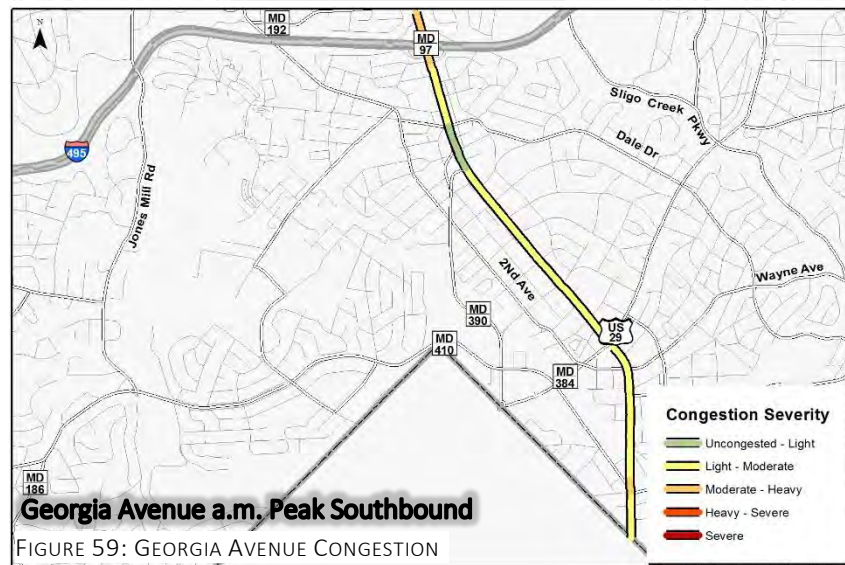 MD
192
MD
97
495
Jones Mill Rd
Sligo Creek Pkwy
Dale Dr
2Nd Ave
Wayne Ave
US
29
MD
390
MD
410
MD
384
MD
186
Congestion Severity
Uncongested - Light
Light - Moderate
Moderate - Heavy
Heavy - Severe
Severe
Georgia Avenue a.m. Peak Southbound
FIGURE 59: GEORGIA AVENUE CONGESTION